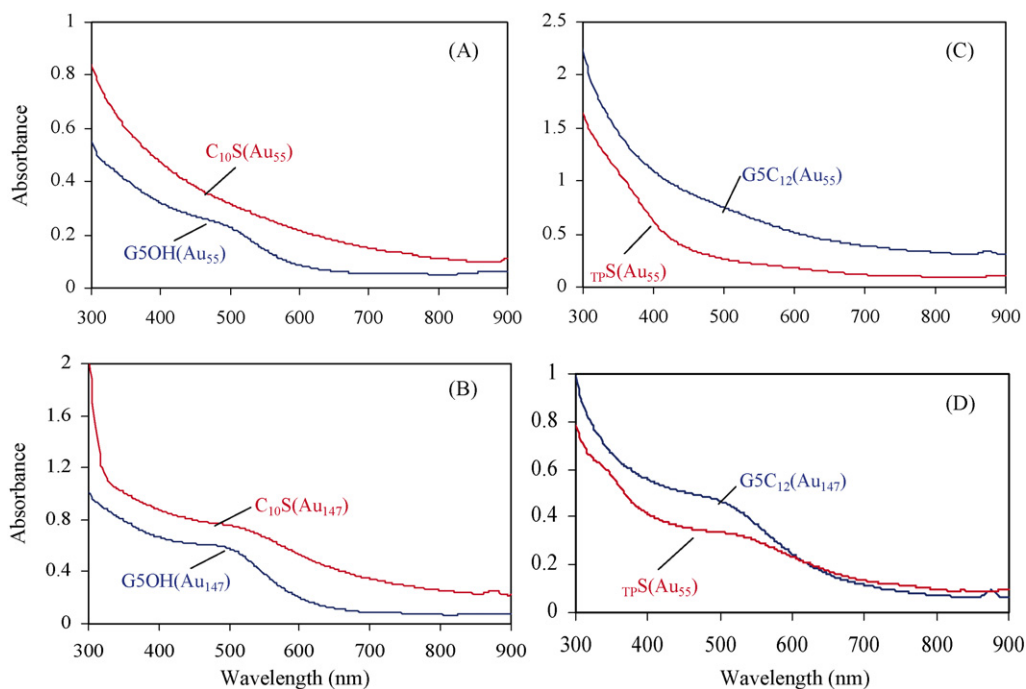 Absorbance
1
0.8
0.6
0.4
0.2
0
(A)
C₁₀S(Au₅₅)
G5OH(Au₅₅)
300 400 500 600 700 800 900
2.5
2
1.5
1
0.5
0
(C)
G5C₁₂(Au₅₅)
TPS(Au₅₅)
300 400 500 600 700 800 900
Absorbance
2
1.6
1.2
0.8
0.4
0
(B)
C₁₀S(Au₁₄₇)
G5OH(Au₁₄₇)
300 400 500 600 700 800 900
Wavelength (nm)
1
0.8
0.6
0.4
0.2
0
(D)
G5C₁₂(Au₁₄₇)
TPS(Au₅₅)
300 400 500 600 700 800 900
Wavelength (nm)